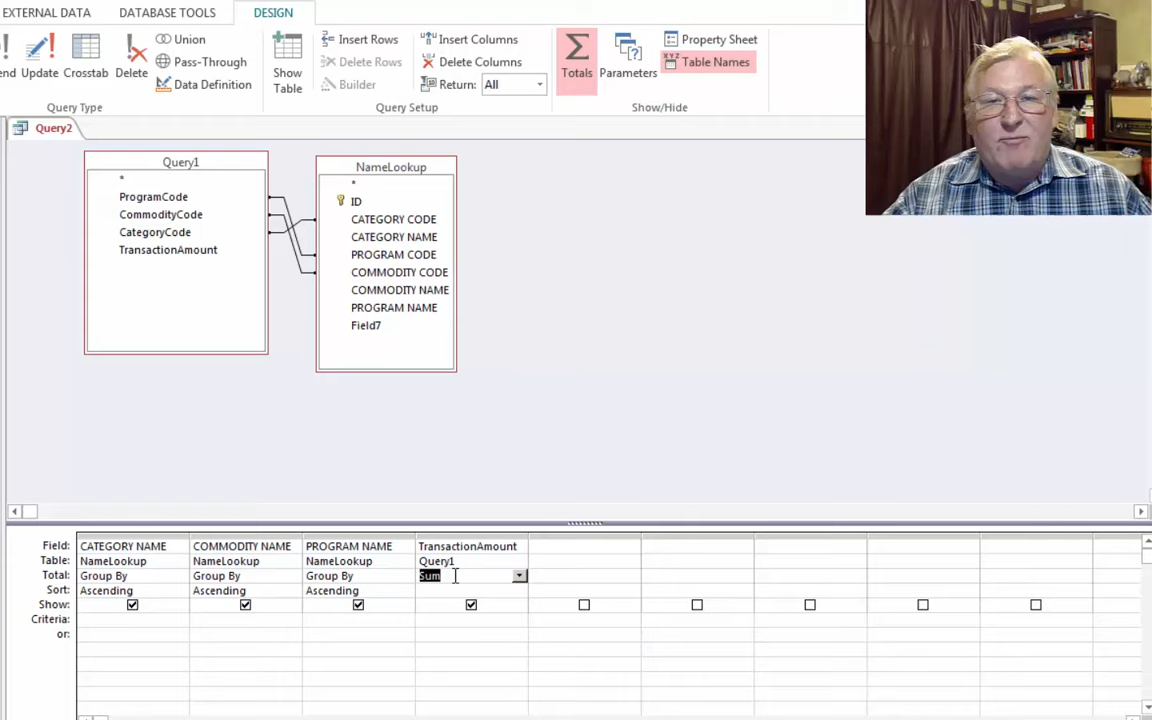 EXTERNAL DATA DATABASE TOOLS DESIGN
Union Insert Rows Insert Columns Property Sheet
end Update Crosstab Delete Pass-Through Show Table Delete Rows Delete Columns Totals Parameters Table Names
Data Definition Builder Return: All
Query Type Query Setup Show/Hide
Query2
Query1
*
ProgramCode
CommodityCode
CategoryCode
TransactionAmount
NameLookup
*
ID
CATEGORY CODE
CATEGORY NAME
PROGRAM CODE
COMMODITY CODE
COMMODITY NAME
PROGRAM NAME
Field7
Field: CATEGORY NAME COMMODITY NAME PROGRAM NAME TransactionAmount
Table: NameLookup NameLookup NameLookup Query1
Total: Group By Group By Group By Sum
Sort: Ascending Ascending Ascending
Show:
Criteria:
or: